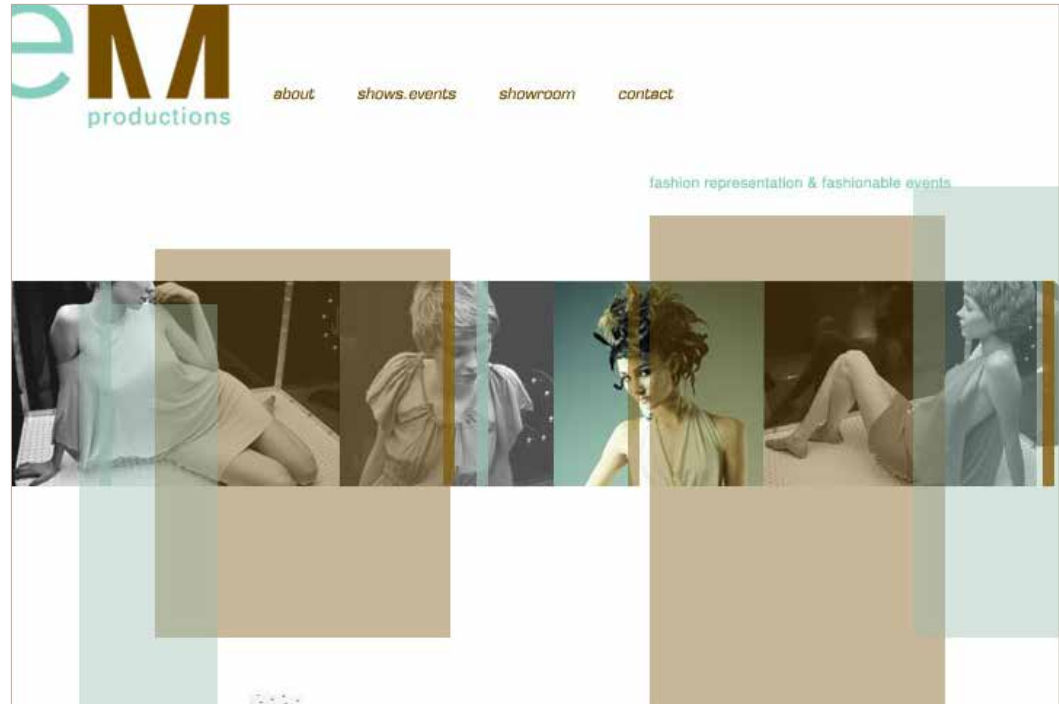 eM
productions
about shows.events showroom contact
fashion representation & fashionable events